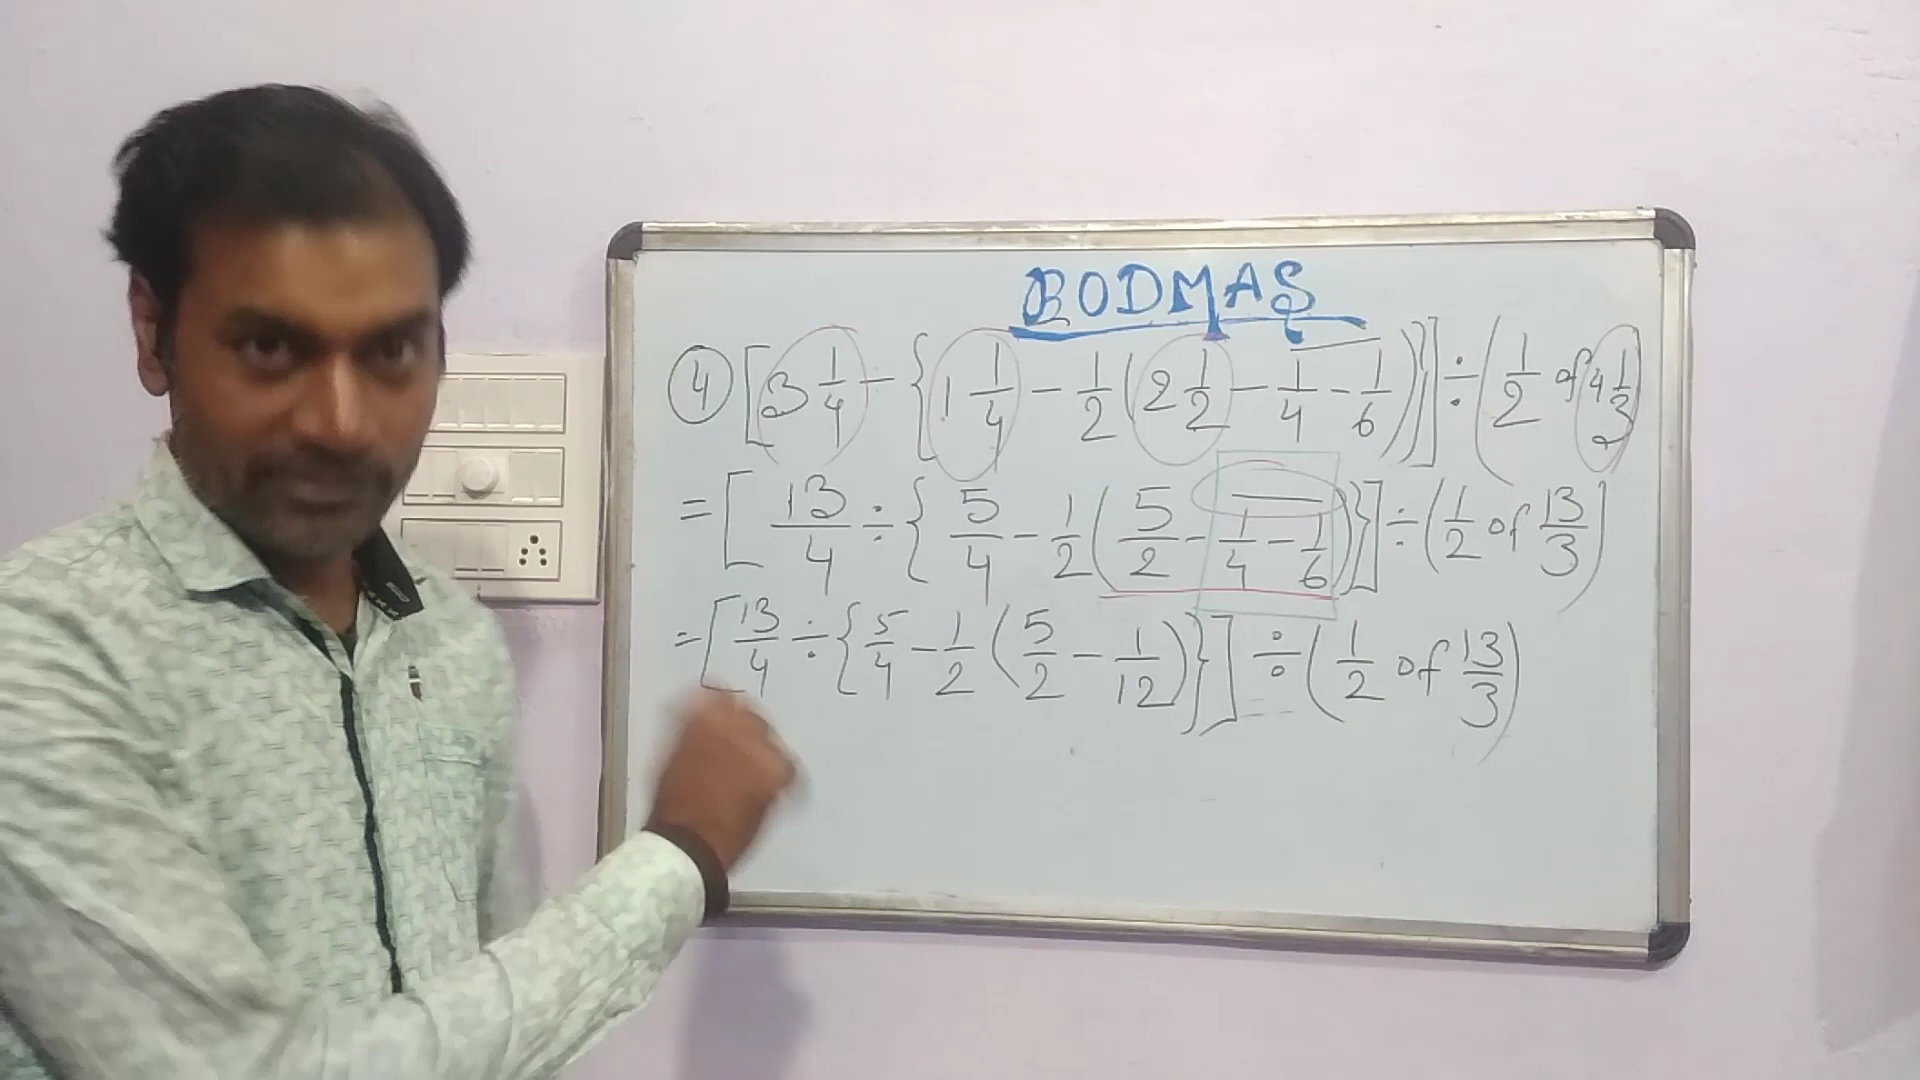 BODMAS
④ [3 1/4 - {1 1/4 - 1/2 (2 1/2 - 1/4 - 1/6)}] ÷ (1/2 of 4 1/3
= [13/4 ÷ {5/4 - 1/2 (5/2 - 1/4 - 1/6)}] ÷ (1/2 of 13/3)
= [13/4 ÷ {5/4 - 1/2 (5/2 - 1/12)}] ÷ (1/2 of 13/3)